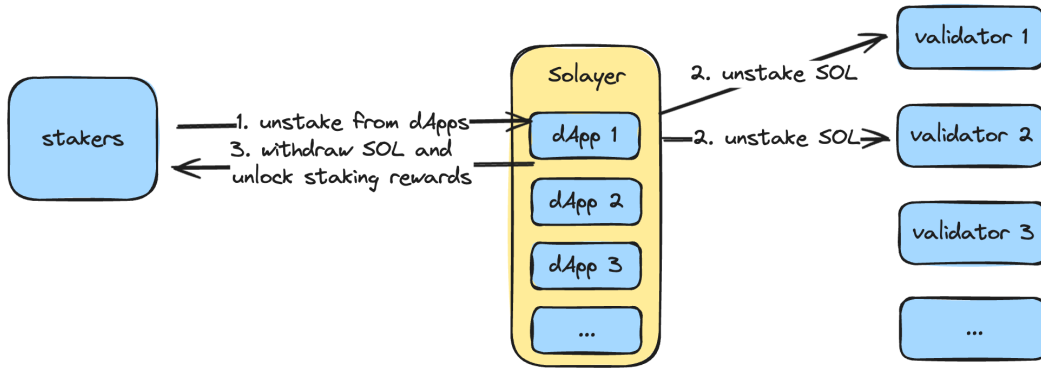 stakers
1. unstake from dApps
3. withdraw SOL and
unlock staking rewards
Solayer
dApp 1
dApp 2
dApp 3
...
2. unstake SOL
2. unstake SOL
validator 1
validator 2
validator 3
...